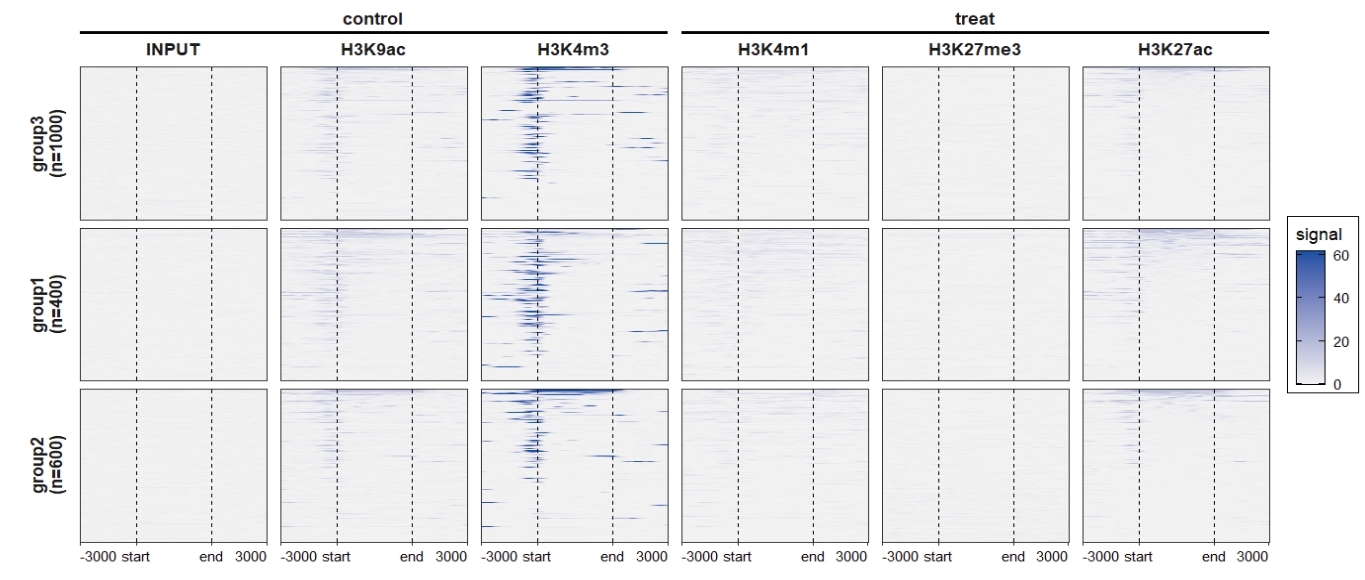 control treat
INPUT H3K9ac H3K4m3 H3K4m1 H3K27me3 H3K27ac
group3
(n=1000)
group1
(n=400)
group2
(n=600)
signal
60
40
20
0
-3000 start end 3000 -3000 start end 3000 -3000 start end 3000 -3000 start end 3000 -3000 start end 3000 -3000 start end 3000